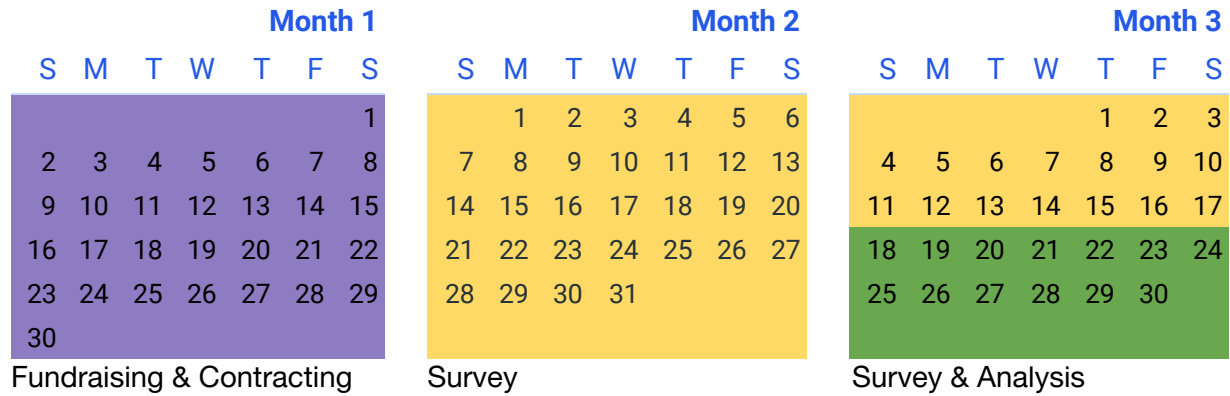 Month 1
S M T W T F S
1
2 3 4 5 6 7 8
9 10 11 12 13 14 15
16 17 18 19 20 21 22
23 24 25 26 27 28 29
30
Fundraising & Contracting
Month 2
S M T W T F S
1 2 3 4 5 6
7 8 9 10 11 12 13
14 15 16 17 18 19 20
21 22 23 24 25 26 27
28 29 30 31
Survey
Month 3
S M T W T F S
1 2 3
4 5 6 7 8 9 10
11 12 13 14 15 16 17
18 19 20 21 22 23 24
25 26 27 28 29 30
Survey & Analysis